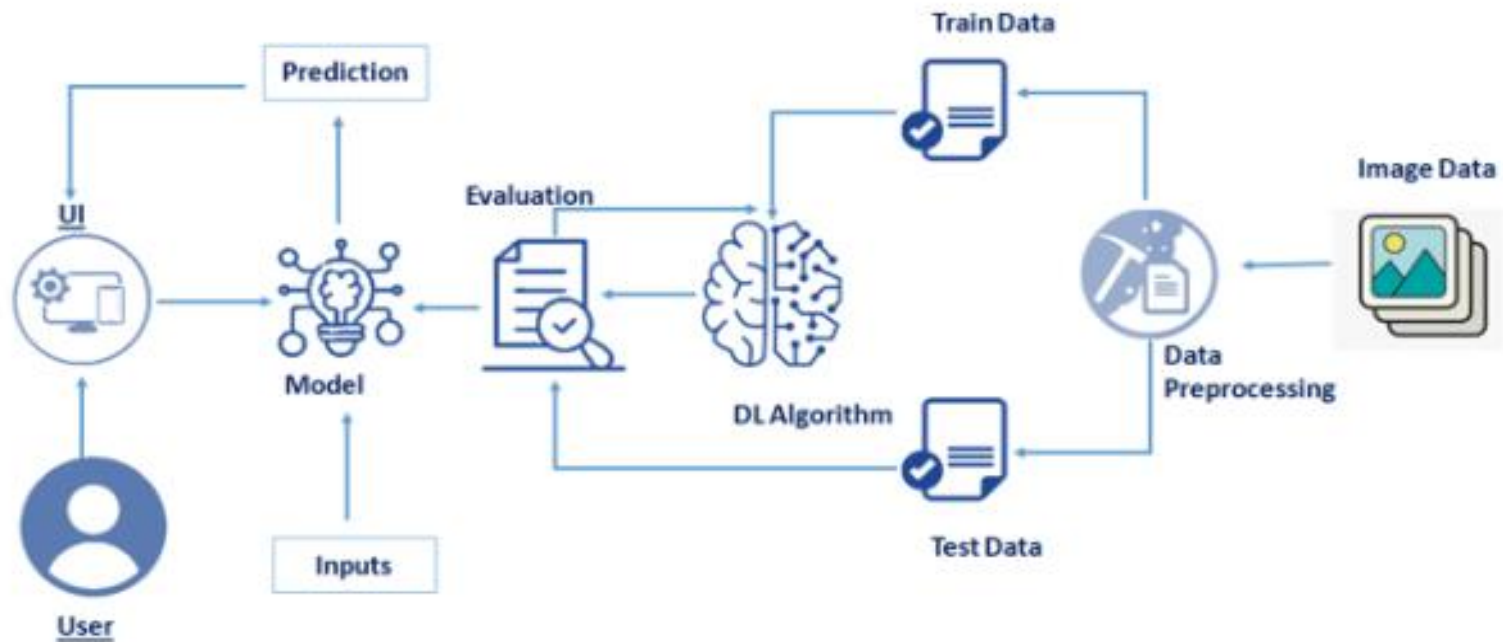 Train Data
Prediction
Image Data
Evaluation
UI
Data
Preprocessing
Model
DL Algorithm
Test Data
Inputs
User